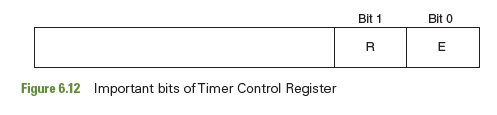 Bit 1 Bit 0
R E
Figure 6.12 Important bits of Timer Control Register